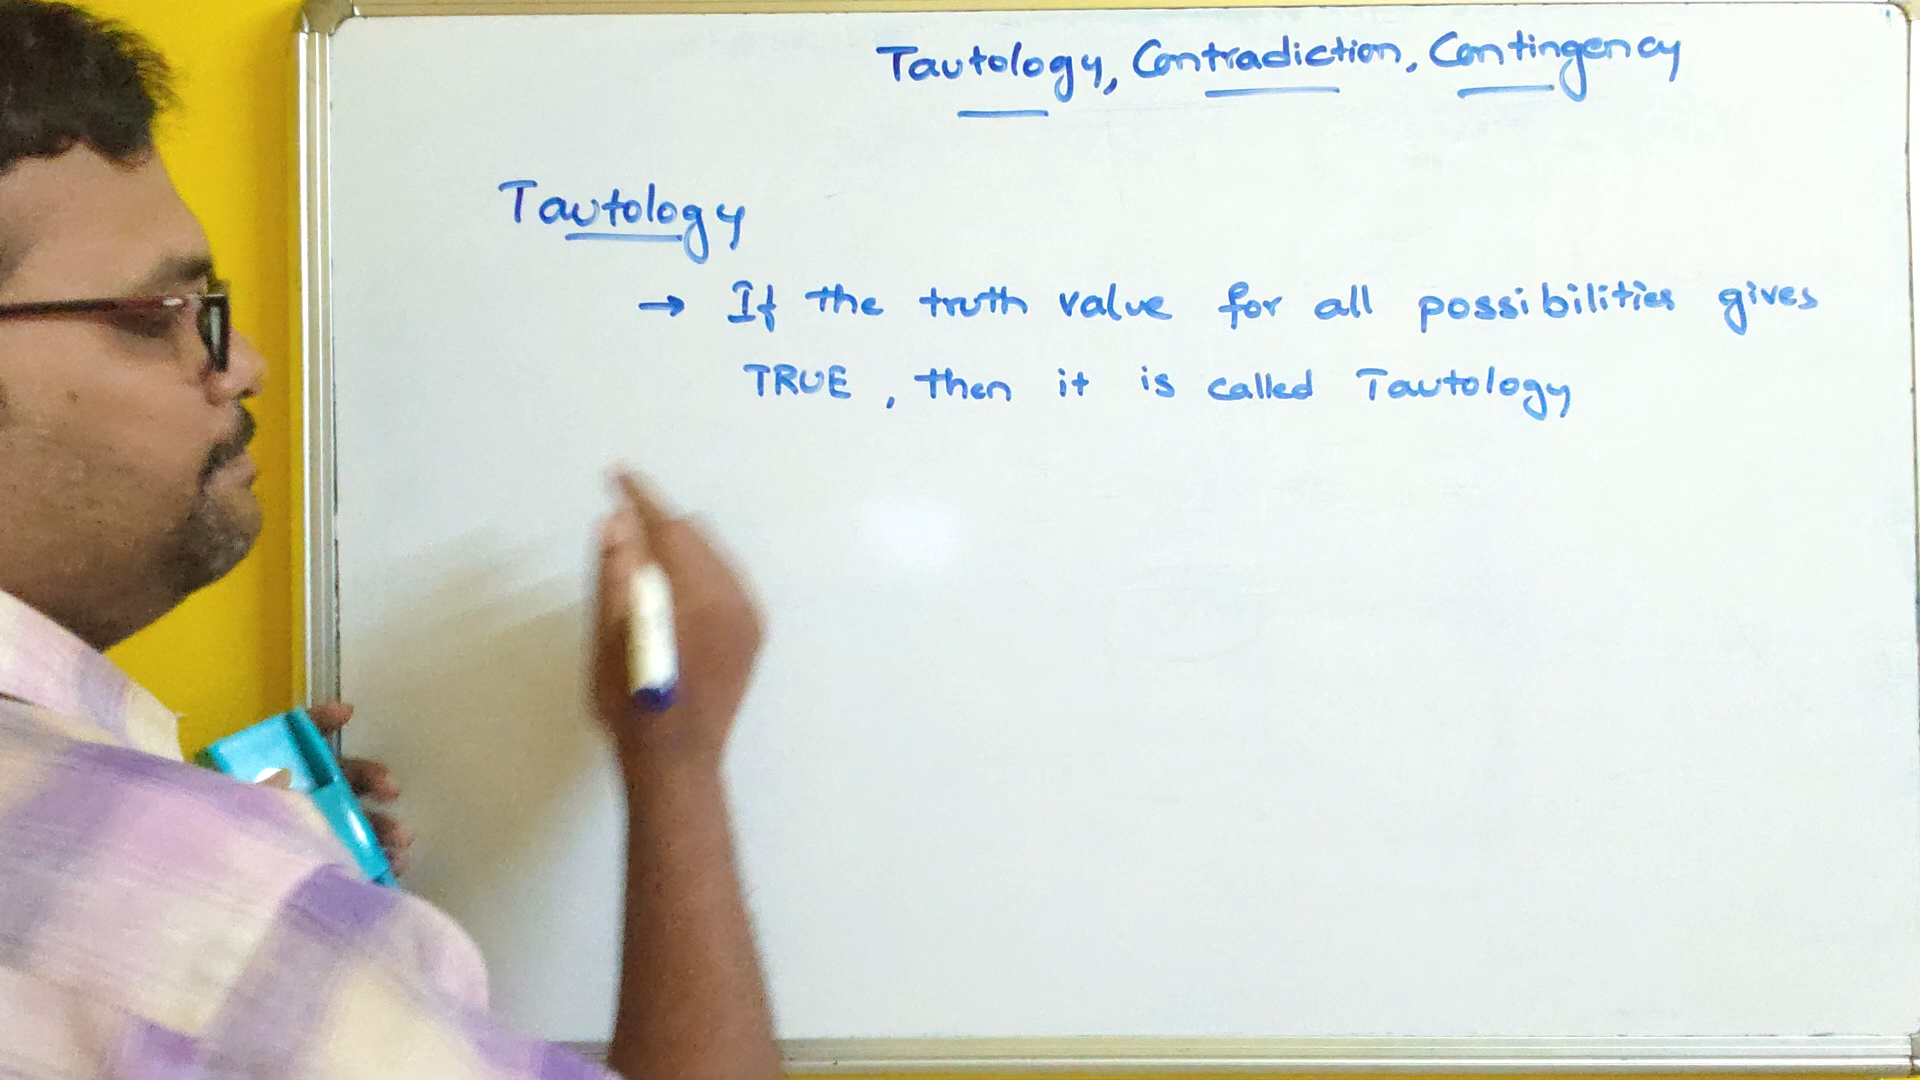 Tautology, Contradiction, Contingency
Tautology
→ If the truth value for all possibilities gives
TRUE, then it is called Tautology